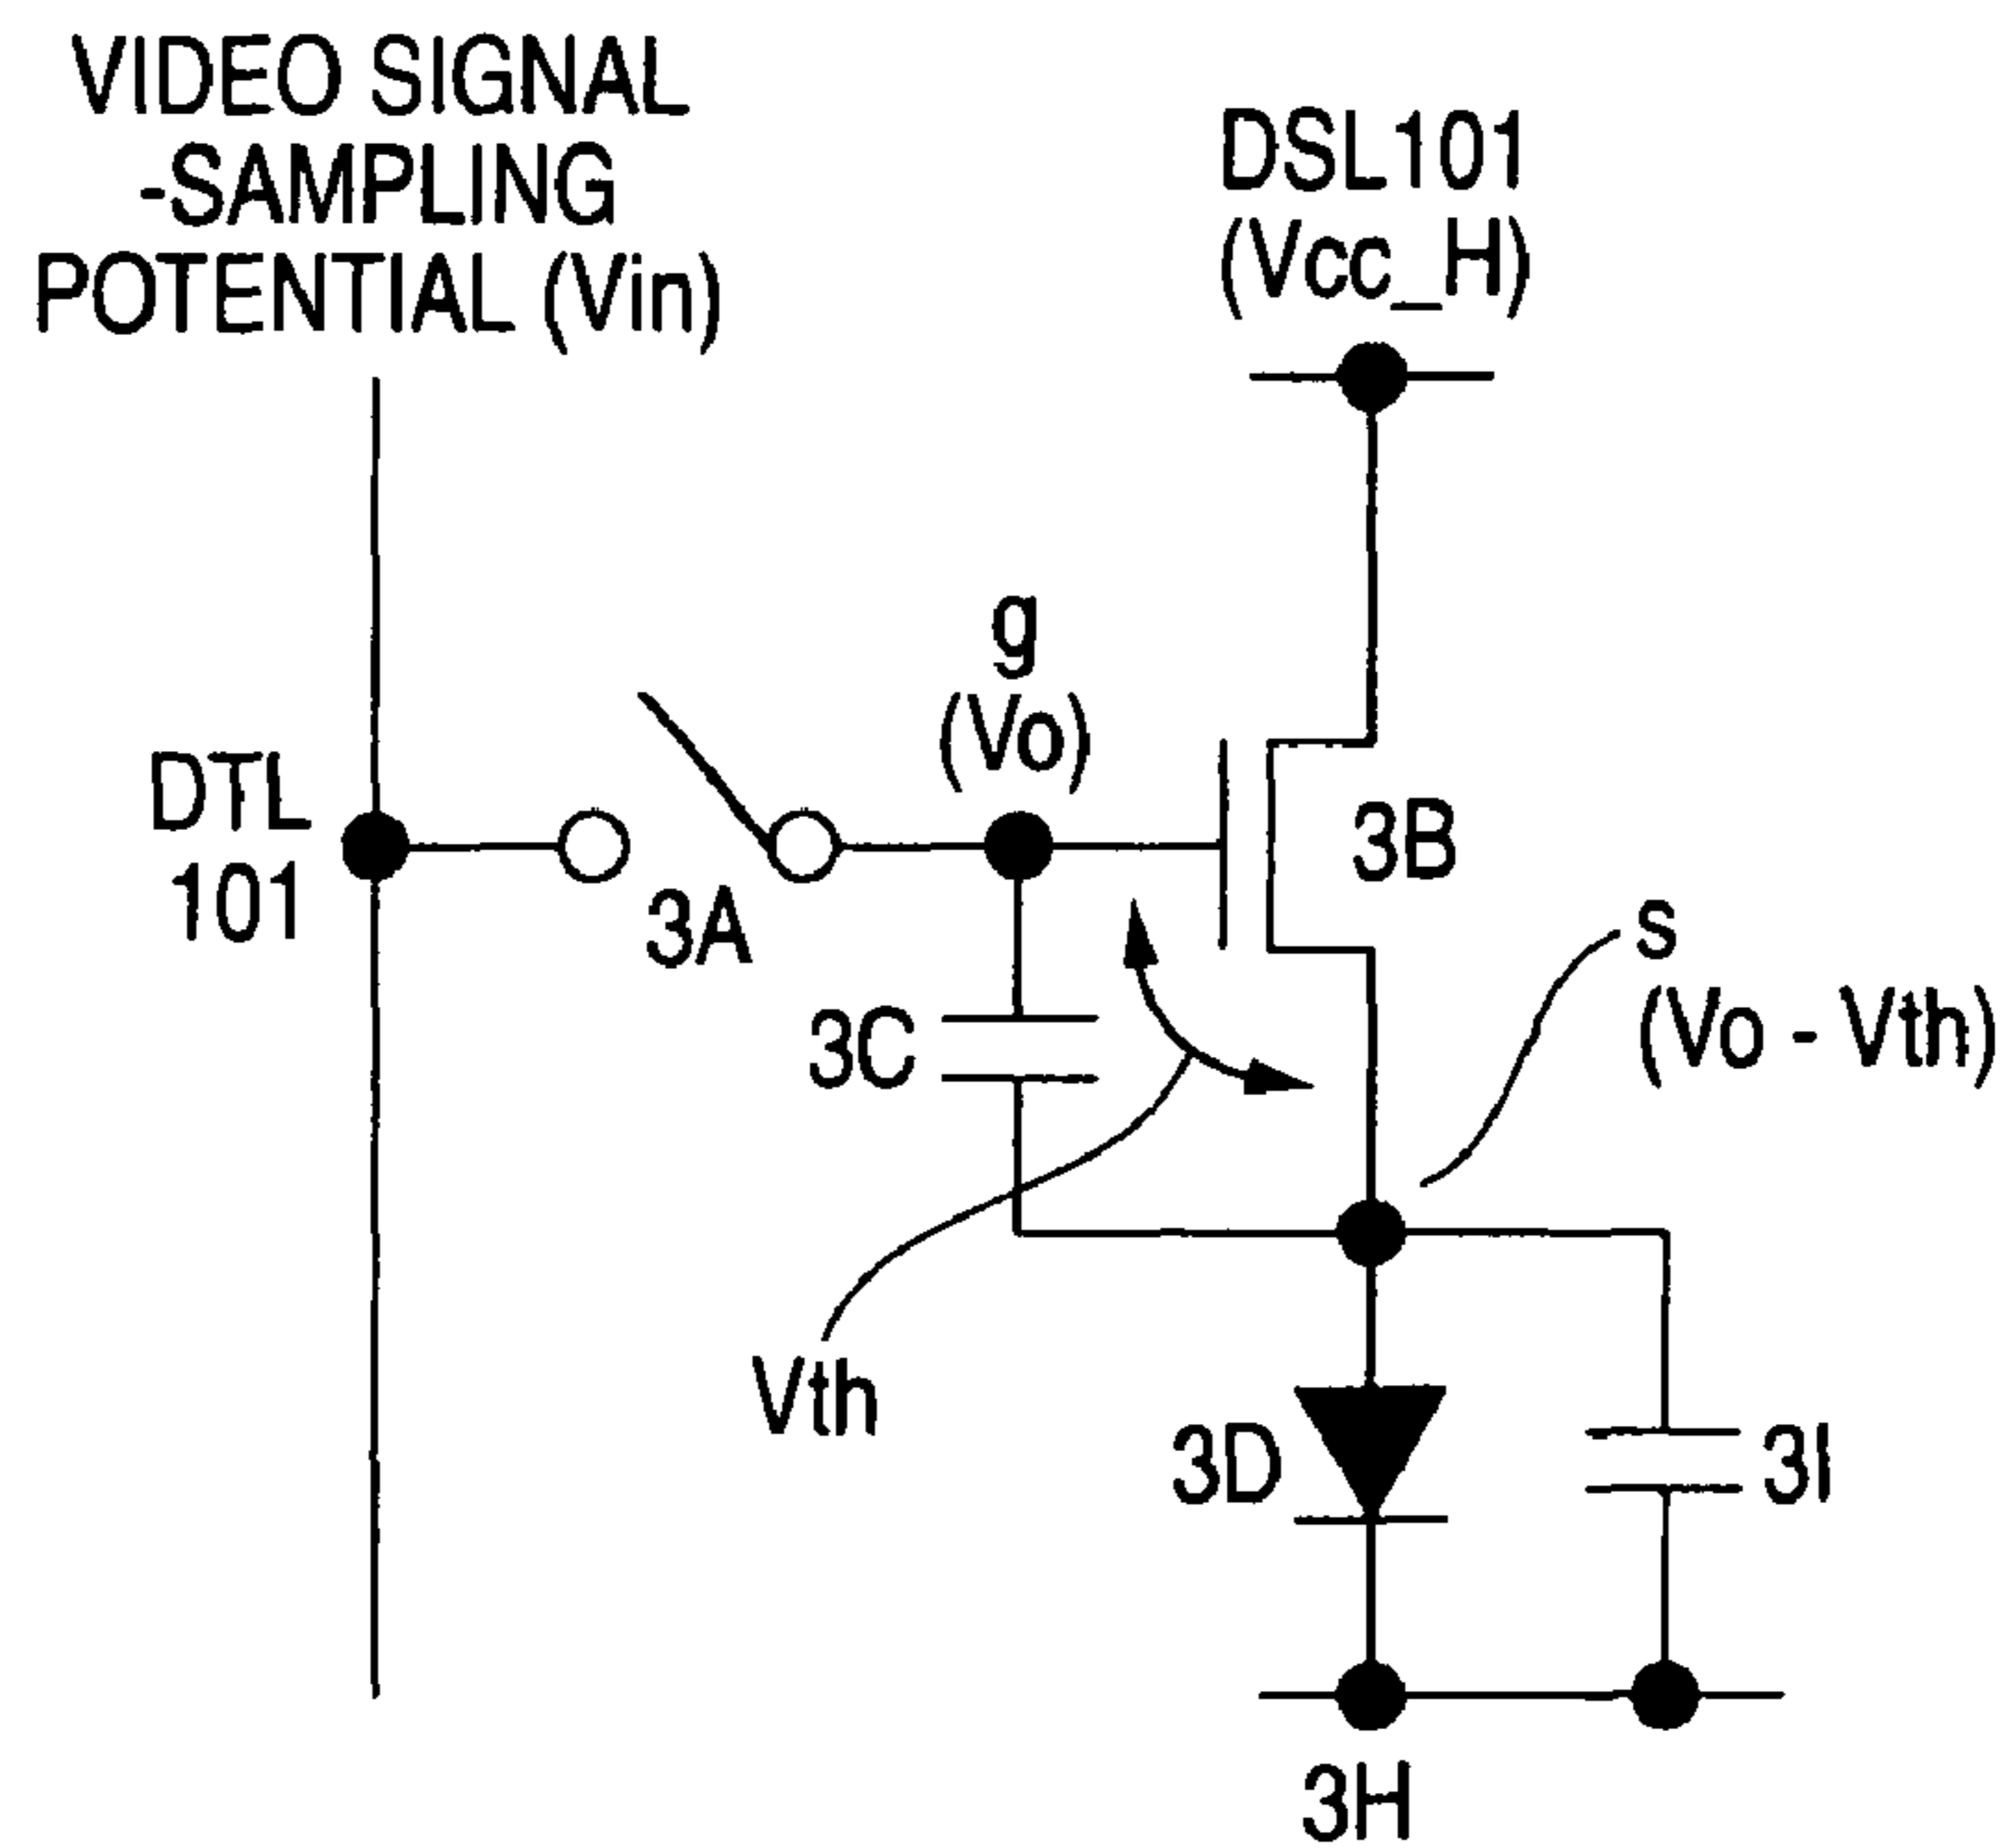 VIDEO SIGNAL
-SAMPLING
POTENTIAL (Vin)
DSL101
(Vcc_H)
g
(Vo)
DTL
101
3A
3B
s
(Vo - Vth)
3C
Vth
3D
3I
3H